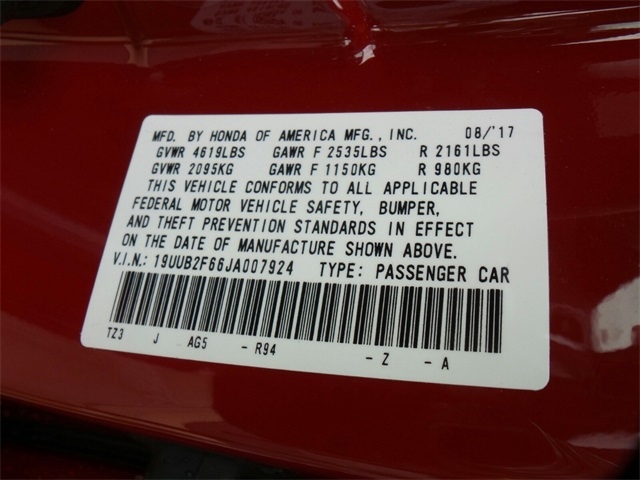 MFD. BY HONDA OF AMERICA MFG., INC. 08/'17
GVWR 4619LBS GAWR F 2535LBS R 2161LBS
GVWR 2095KG GAWR F 1150KG R 980KG
THIS VEHICLE CONFORMS TO ALL APPLICABLE
FEDERAL MOTOR VEHICLE SAFETY, BUMPER,
AND THEFT PREVENTION STANDARDS IN EFFECT
ON THE DATE OF MANUFACTURE SHOWN ABOVE.
V.I.N.: 19UUB2F66JA007924 TYPE: PASSENGER CAR
TZ3 J AG5 - R94 - Z - A